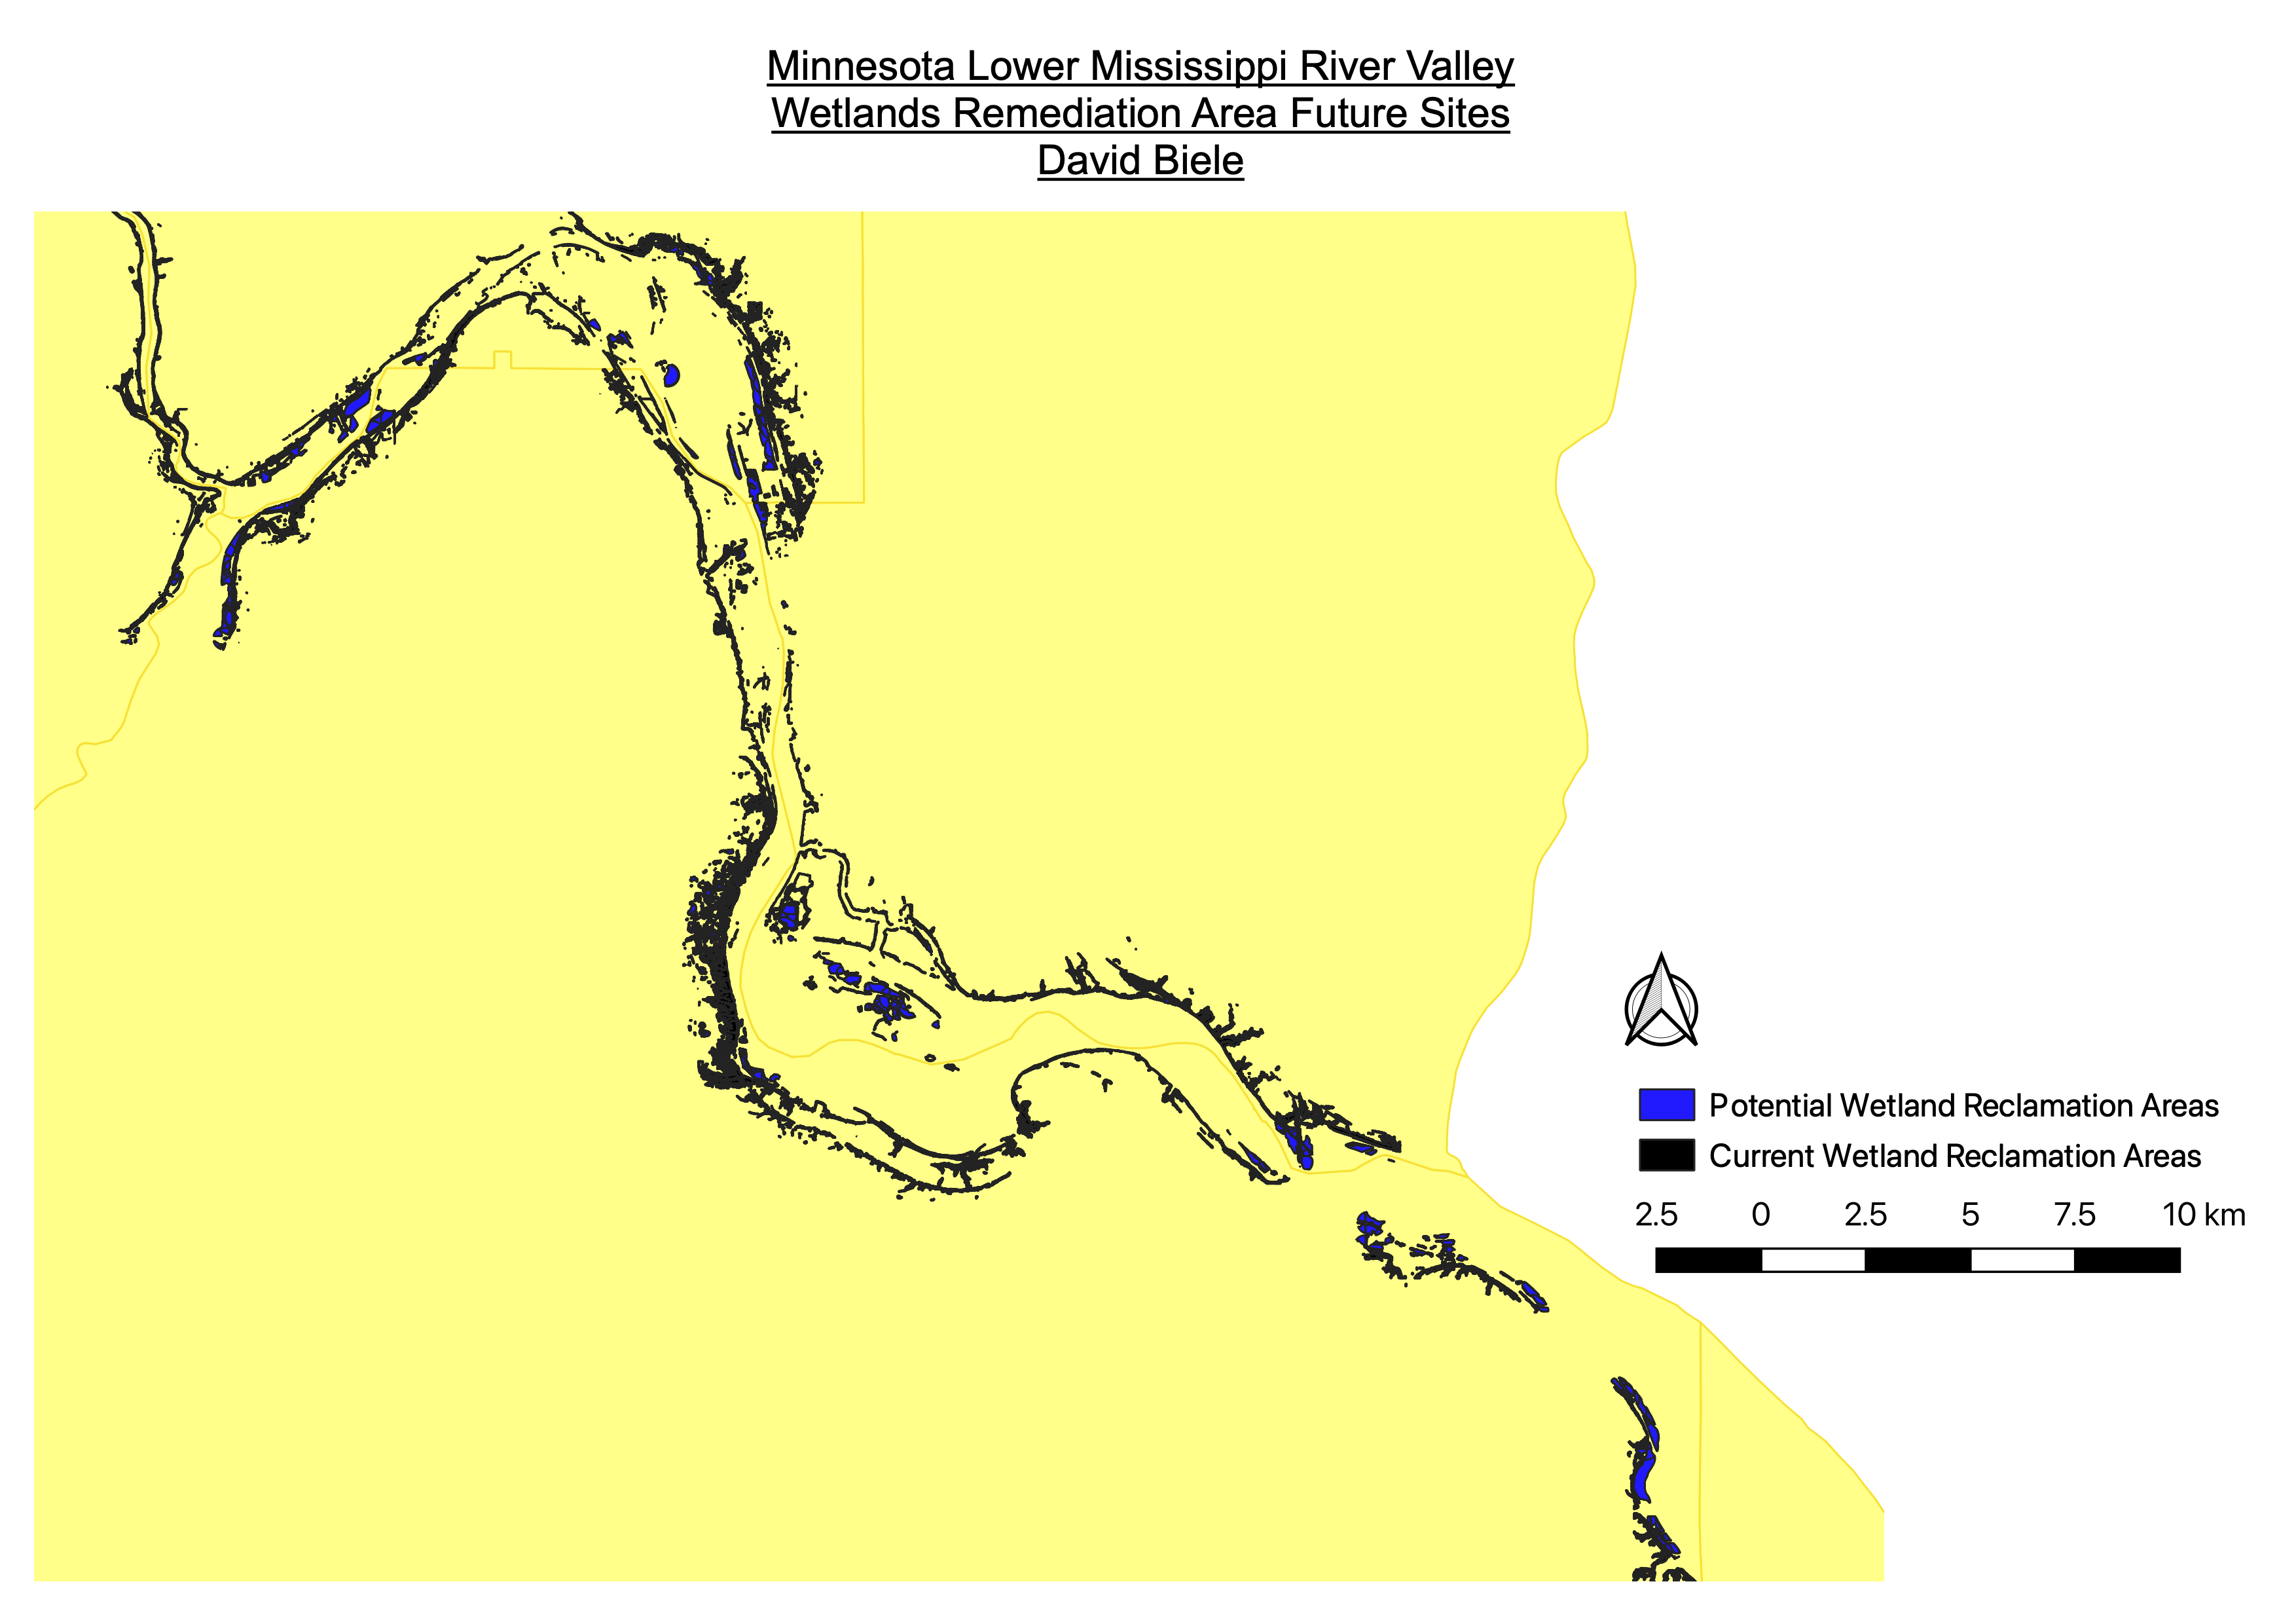 Minnesota Lower Mississippi River Valley
Wetlands Remediation Area Future Sites
David Biele
Potential Wetland Reclamation Areas
Current Wetland Reclamation Areas
2.5 0 2.5 5 7.5 10 km